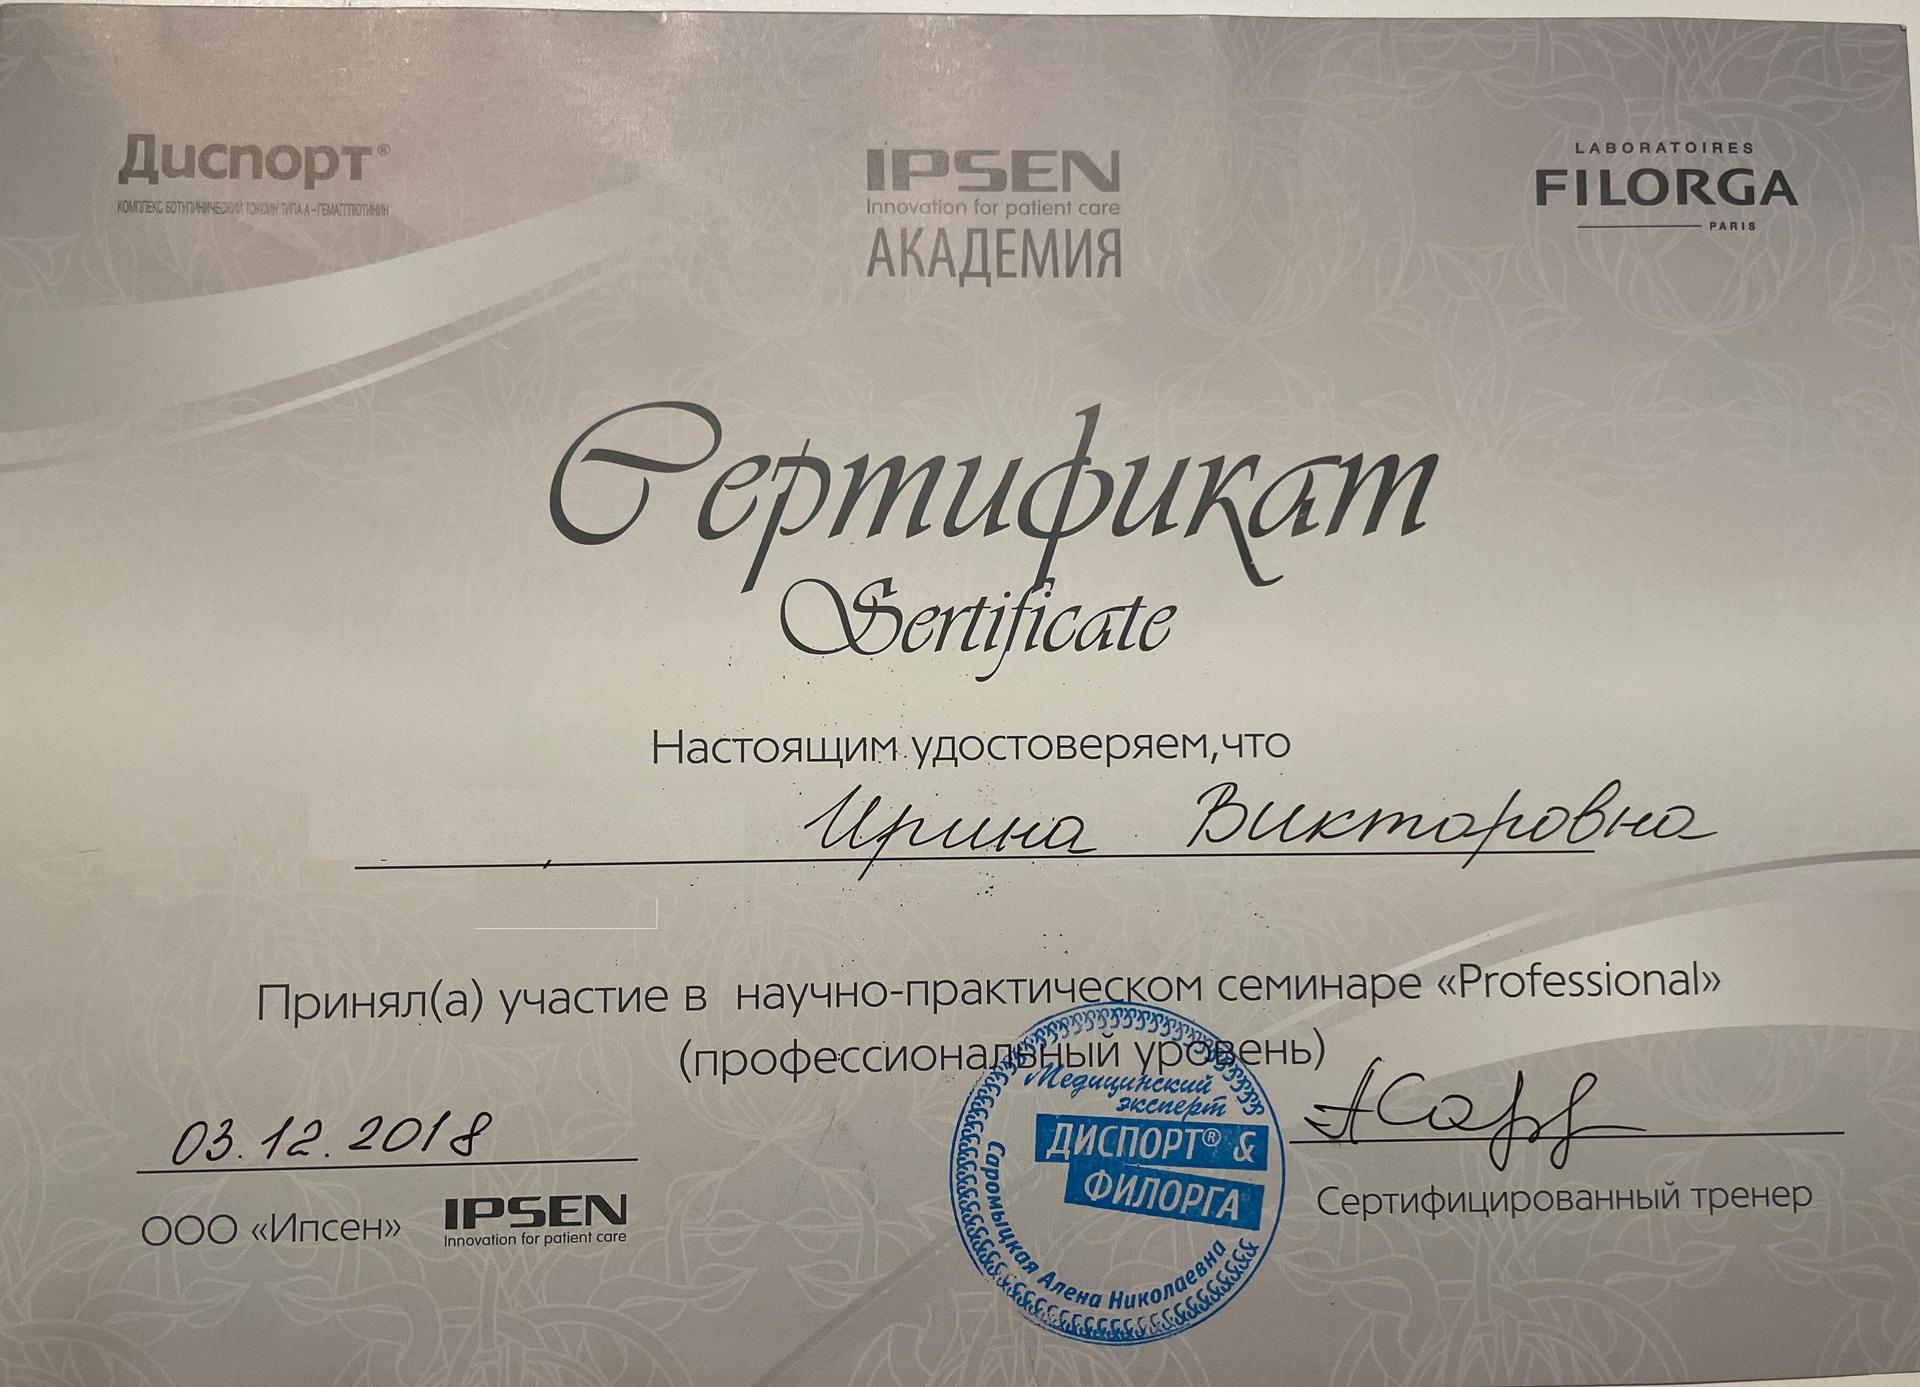 Диспорт®
КОМПЛЕКС БОТУЛИНИЧЕСКИЙ ТОКСИН ТИПА А – ГЕМАГГЛЮТИНИН
IPSEN
Innovation for patient care
АКАДЕМИЯ
LABORATOIRES
FILORGA
PARIS
Сертификат
Sertificate
Настоящим удостоверяем,что
Ирина Викторовна
Принял(а) участие в научно-практическом семинаре «Professional»
(профессиональный уровень)
03.12.2018
ООО «Ипсен»
IPSEN
Innovation for patient care
Медицинский
эксперт
ДИСПОРТ® &
ФИЛОРГА
Саромыцкая Алена Николаевна
Сертифицированный тренер